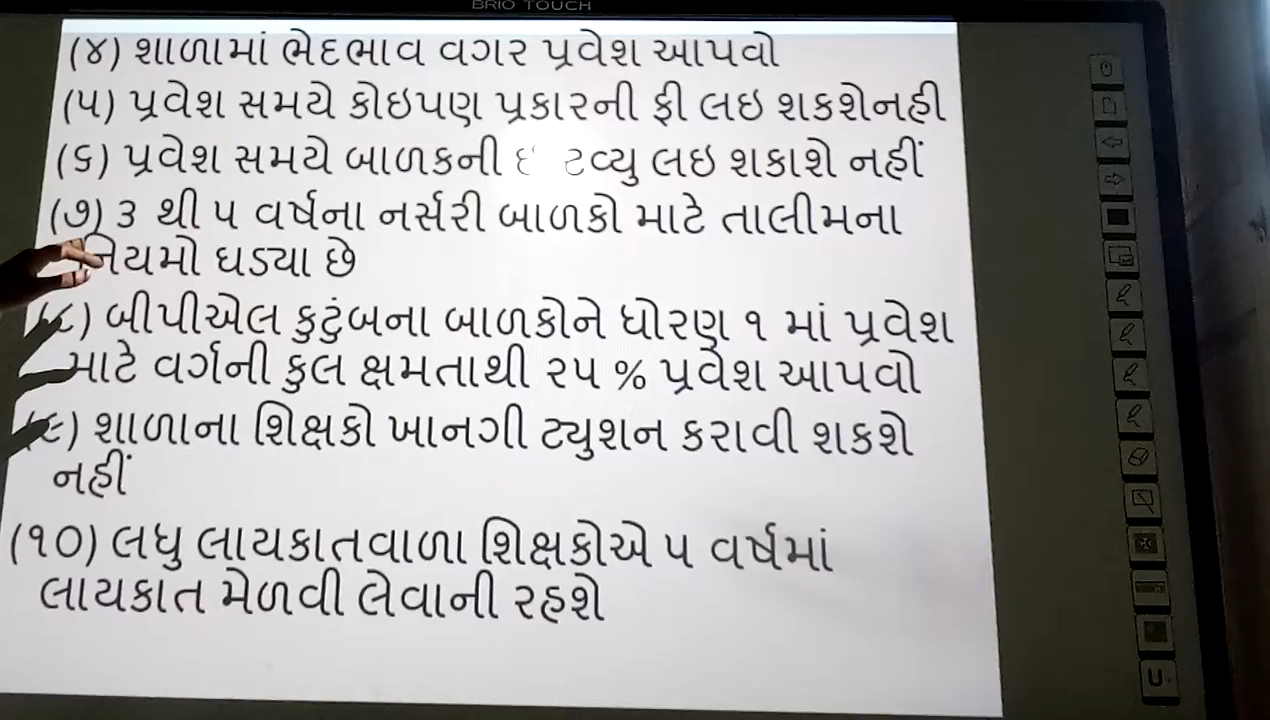 BRIO TOUCH
(૪) શાળામાં ભેદભાવ વગર પ્રવેશ આપવો
(૫) પ્રવેશ સમયે કોઇપણ પ્રકારની ફી લઇ શકશેનહી
(૬) પ્રવેશ સમયે બાળકની લઇ શકાશે નહીં
(૭) ૩ થી ૫ વર્ષના નર્સરી બાળકો માટે તાલીમના
નિયમો ઘડ્યા છે
(૮) બીપીએલ કુટુંબના બાળકોને ધોરણ ૧ માં પ્રવેશ
માટે વર્ગની કુલ ક્ષમતાથી ૨૫ % પ્રવેશ આપવો
(૯) શાળાના શિક્ષકો ખાનગી ટ્યુશન કરાવી શકશે
નહીં
(૧૦) લઘુ લાયકાતવાળા શિક્ષકોએ ૫ વર્ષમાં
લાયકાત મેળવી લેવાની રહશે